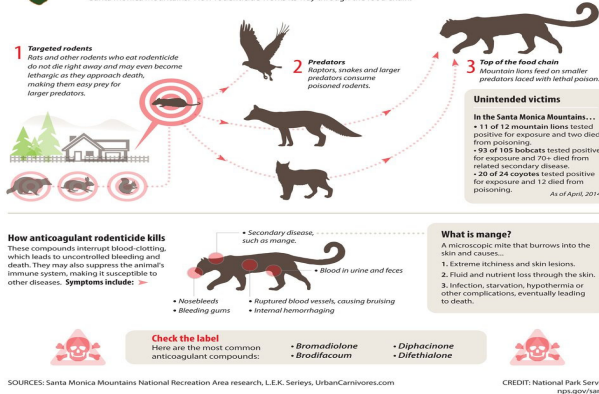 1 Targeted rodents
Rats and other rodents who eat rodenticide
do not die right away and may even become
lethargic as they approach death,
making them easy prey for
larger predators.
2 Predators
Raptors, snakes and larger
predators consume
poisoned rodents.
3 Top of the food chain
Mountain lions feed on smaller
predators laced with lethal poison.
Unintended victims
In the Santa Monica Mountains...
• 11 of 12 mountain lions tested
positive for exposure and two died
from poisoning.
• 93 of 105 bobcats tested positive
for exposure and 70+ died from
related secondary disease.
• 20 of 24 coyotes tested positive
for exposure and 12 died from
poisoning.
As of April, 2014
How anticoagulant rodenticide kills
These compounds interrupt blood-clotting,
which leads to uncontrolled bleeding and
death. They may also suppress the animal's
immune system, making it susceptible to
other diseases. Symptoms include:
• Secondary disease,
such as mange.
• Blood in urine and feces
• Nosebleeds
• Bleeding gums
• Ruptured blood vessels, causing bruising
• Internal hemorrhaging
What is mange?
A microscopic mite that burrows into the
skin and causes...
1. Extreme itchiness and skin lesions.
2. Fluid and nutrient loss through the skin.
3. Infection, starvation, hypothermia or
other complications, eventually leading
to death.
Check the label
Here are the most common
anticoagulant compounds:
• Bromadiolone
• Brodifacoum
• Diphacinone
• Difethialone
SOURCES: Santa Monica Mountains National Recreation Area research, L.E.K. Serieys, UrbanCarnivores.com
CREDIT: National Park Serv
nps.gov/sam